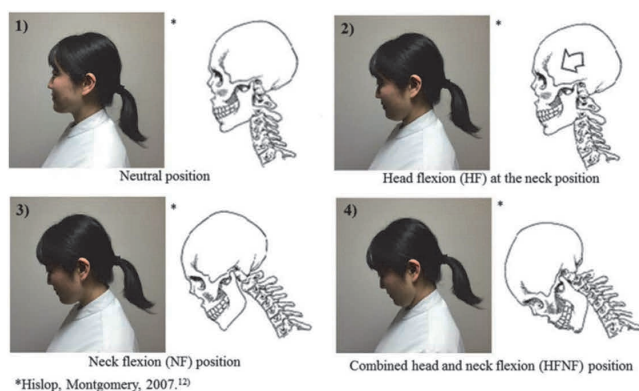 1)
*
2)
*
Neutral position
Head flexion (HF) at the neck position
3)
*
4)
*
Neck flexion (NF) position
Combined head and neck flexion (HFNF) position
*Hislop, Montgomery, 2007.¹²⁾